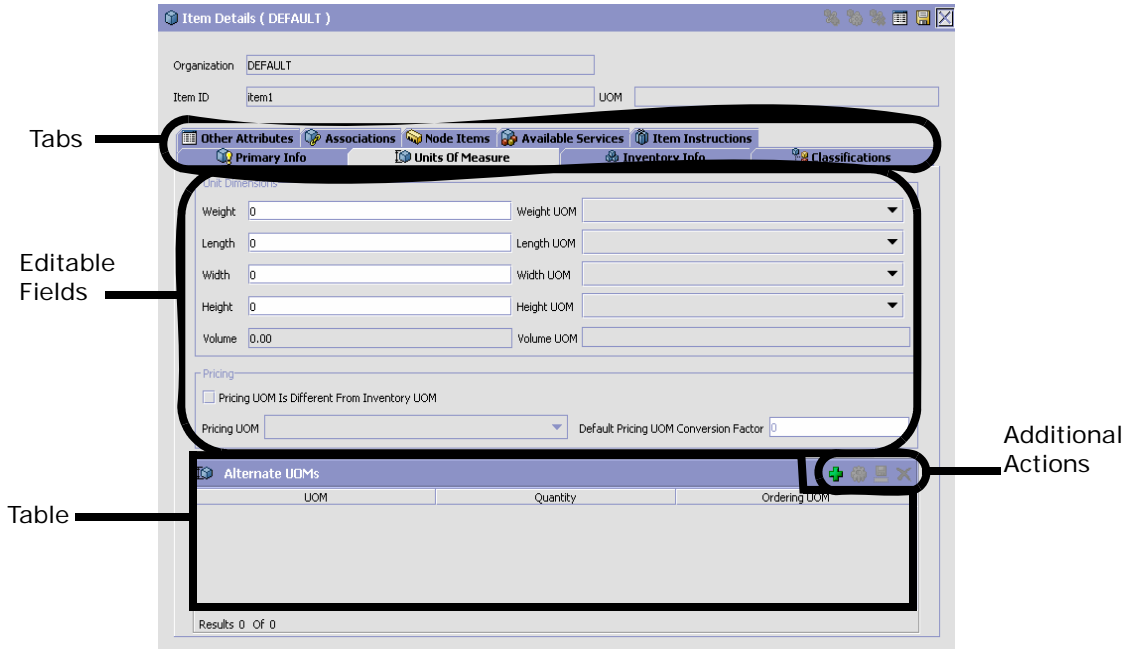 Item Details ( DEFAULT )
Organization DEFAULT
Item ID item1 UOM
Tabs
Other Attributes Associations Node Items Available Services Item Instructions
Primary Info Units Of Measure Inventory Info Classifications
Unit Dimensions
Weight 0 Weight UOM
Length 0 Length UOM
Editable
Fields
Width 0 Width UOM
Height 0 Height UOM
Volume 0.00 Volume UOM
Pricing
Pricing UOM Is Different From Inventory UOM
Pricing UOM Default Pricing UOM Conversion Factor 0
Additional
Actions
Alternate UOMs
UOM Quantity Ordering UOM
Table
Results 0 Of 0